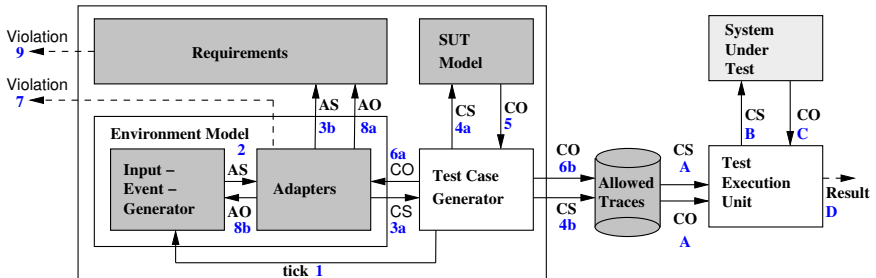 Violation
9
Violation
7
Requirements
SUT
Model
System
Under
Test
AS
3b
AO
8a
CS
4a
CO
5
CS
B
CO
C
Environment Model
2
Input –
Event –
Generator
AS
AO
8b
Adapters
6a
CO
CS
3a
Test Case
Generator
CO
6b
CS
4b
Allowed
Traces
CS
A
CO
A
Test
Execution
Unit
Result
D
tick 1